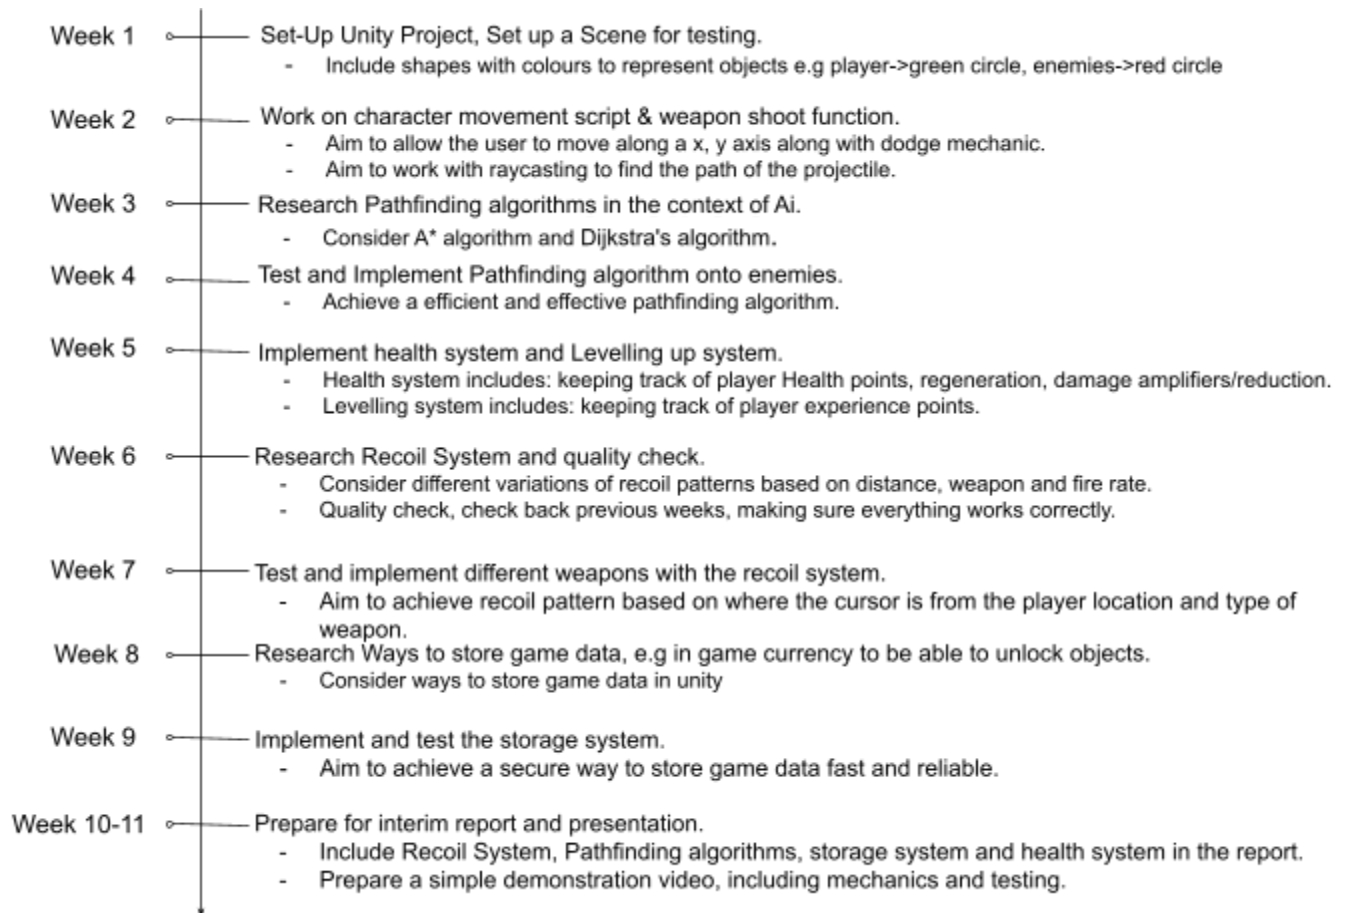 Week 1
Set-Up Unity Project, Set up a Scene for testing.
- Include shapes with colours to represent objects e.g player->green circle, enemies->red circle
Week 2
Work on character movement script & weapon shoot function.
- Aim to allow the user to move along a x, y axis along with dodge mechanic.
- Aim to work with raycasting to find the path of the projectile.
Week 3
Research Pathfinding algorithms in the context of Ai.
- Consider A* algorithm and Dijkstra's algorithm.
Week 4
Test and Implement Pathfinding algorithm onto enemies.
- Achieve a efficient and effective pathfinding algorithm.
Week 5
Implement health system and Levelling up system.
- Health system includes: keeping track of player Health points, regeneration, damage amplifiers/reduction.
- Levelling system includes: keeping track of player experience points.
Week 6
Research Recoil System and quality check.
- Consider different variations of recoil patterns based on distance, weapon and fire rate.
- Quality check, check back previous weeks, making sure everything works correctly.
Week 7
Test and implement different weapons with the recoil system.
- Aim to achieve recoil pattern based on where the cursor is from the player location and type of
weapon.
Week 8
Research Ways to store game data, e.g in game currency to be able to unlock objects.
- Consider ways to store game data in unity
Week 9
Implement and test the storage system.
- Aim to achieve a secure way to store game data fast and reliable.
Week 10-11
Prepare for interim report and presentation.
- Include Recoil System, Pathfinding algorithms, storage system and health system in the report.
- Prepare a simple demonstration video, including mechanics and testing.